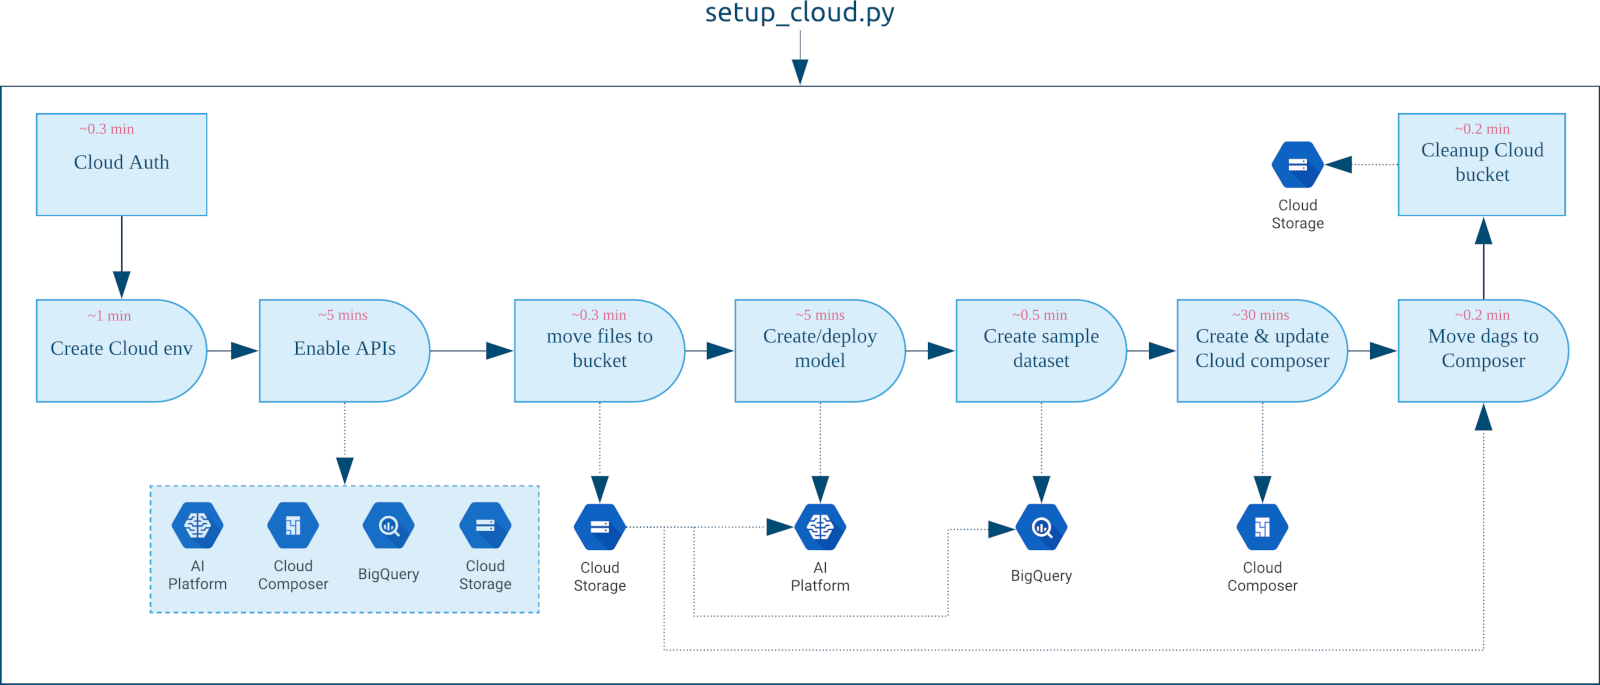 setup_cloud.py
~0.3 min
Cloud Auth
~0.2 min
Cleanup Cloud
bucket
Cloud
Storage
~1 min
Create Cloud env
~5 mins
Enable APIs
~0.3 min
move files to
bucket
~5 mins
Create/deploy
model
~0.5 min
Create sample
dataset
~30 mins
Create & update
Cloud composer
~0.2 min
Move dags to
Composer
AI
Platform
Cloud
Composer
BigQuery
Cloud
Storage
Cloud
Storage
AI
Platform
BigQuery
Cloud
Composer